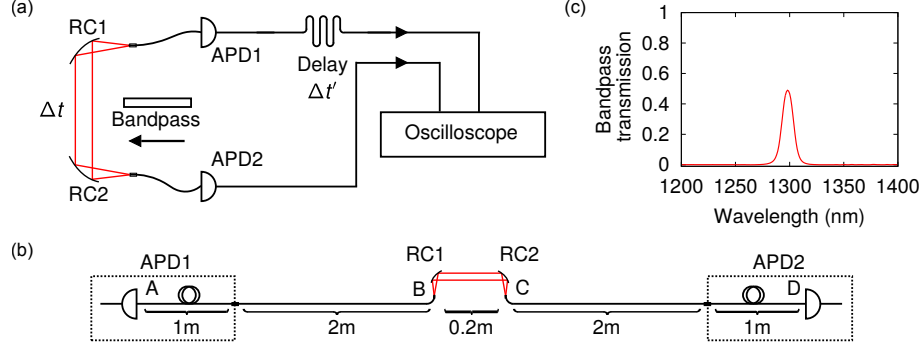 (a)
RC1
APD1
Delay
Δt′
Δt
Bandpass
Oscilloscope
APD2
RC2
(c)
Bandpass
transmission
1
0.8
0.6
0.4
0.2
0
1200 1250 1300 1350 1400
Wavelength (nm)
(b)
RC1 RC2
APD1 APD2
A B C D
1m 2m 0.2m 2m 1m